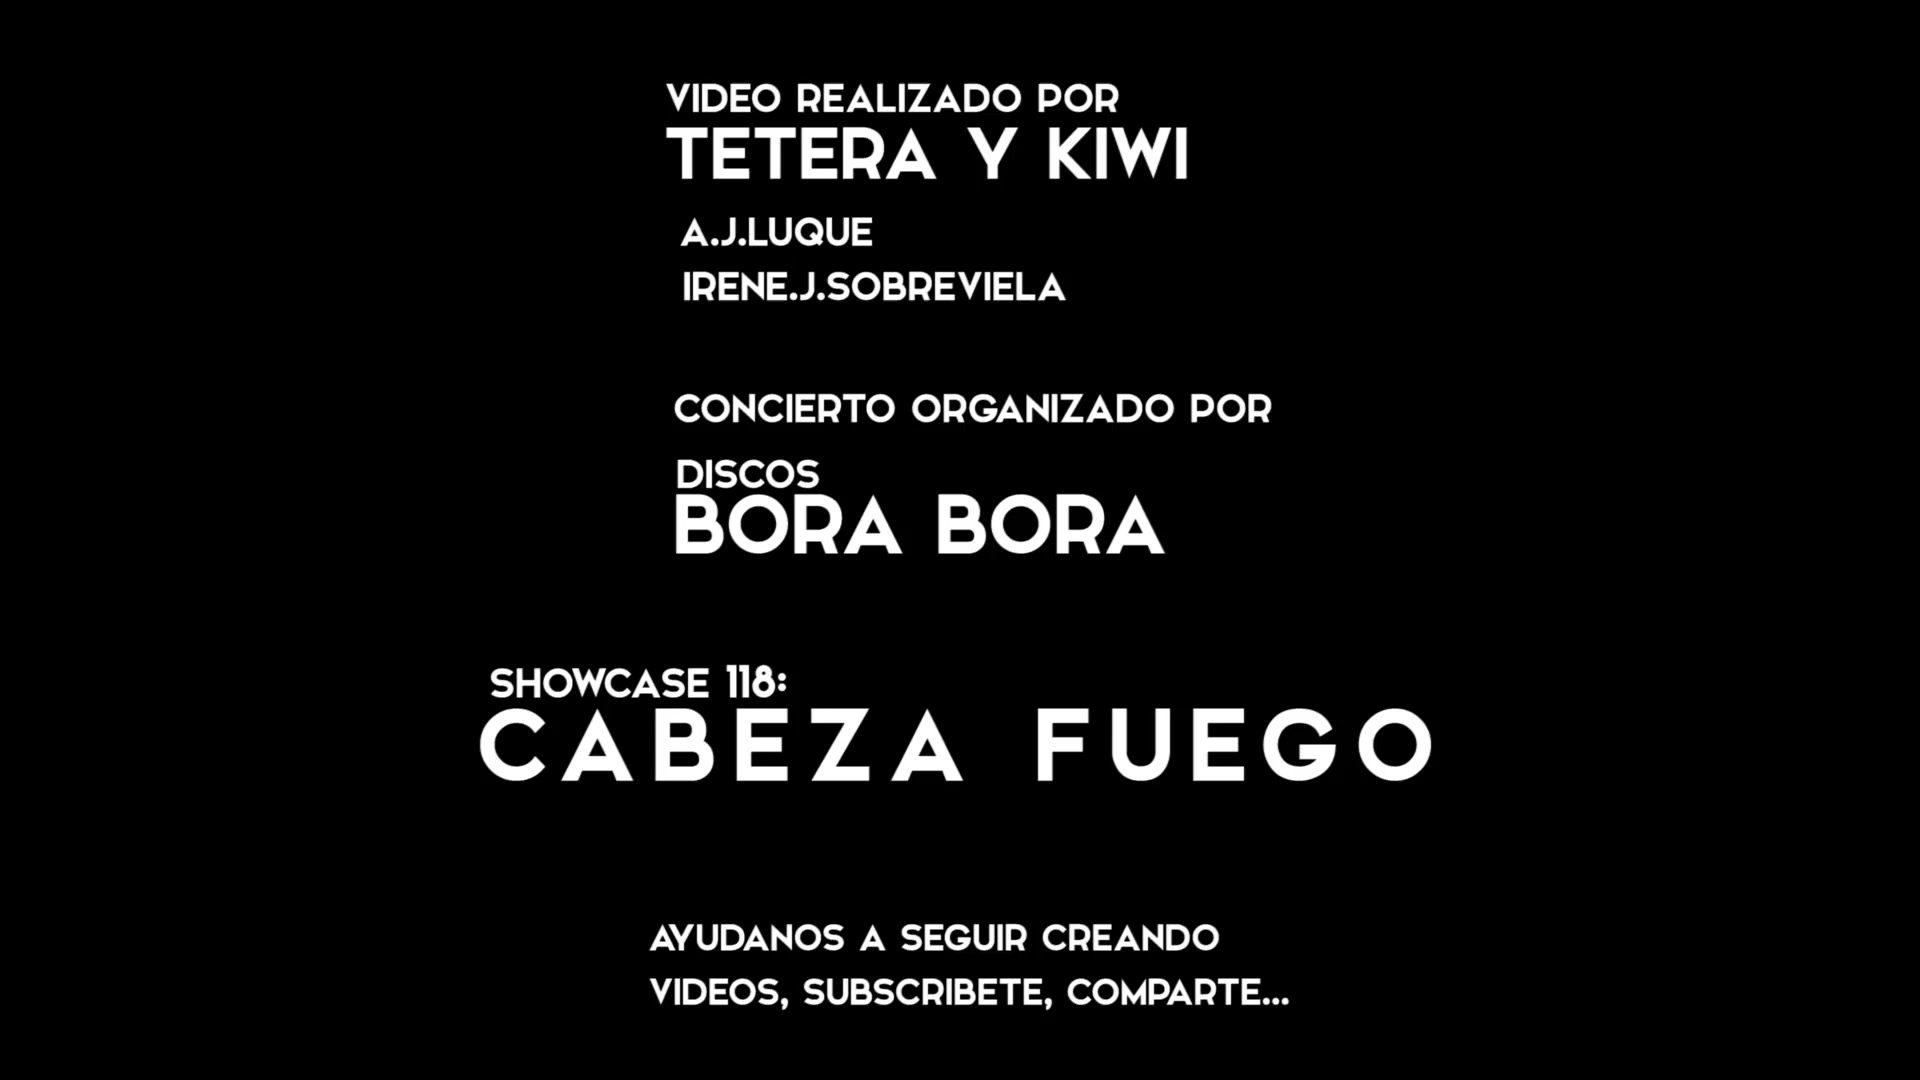 VIDEO REALIZADO POR
TETERA Y KIWI
A.J.LUQUE
IRENE.J.SOBREVIELA
CONCIERTO ORGANIZADO POR
DISCOS
BORA BORA
SHOWCASE 118:
CABEZA FUEGO
AYUDANOS A SEGUIR CREANDO
VIDEOS, SUBSCRIBETE, COMPARTE...